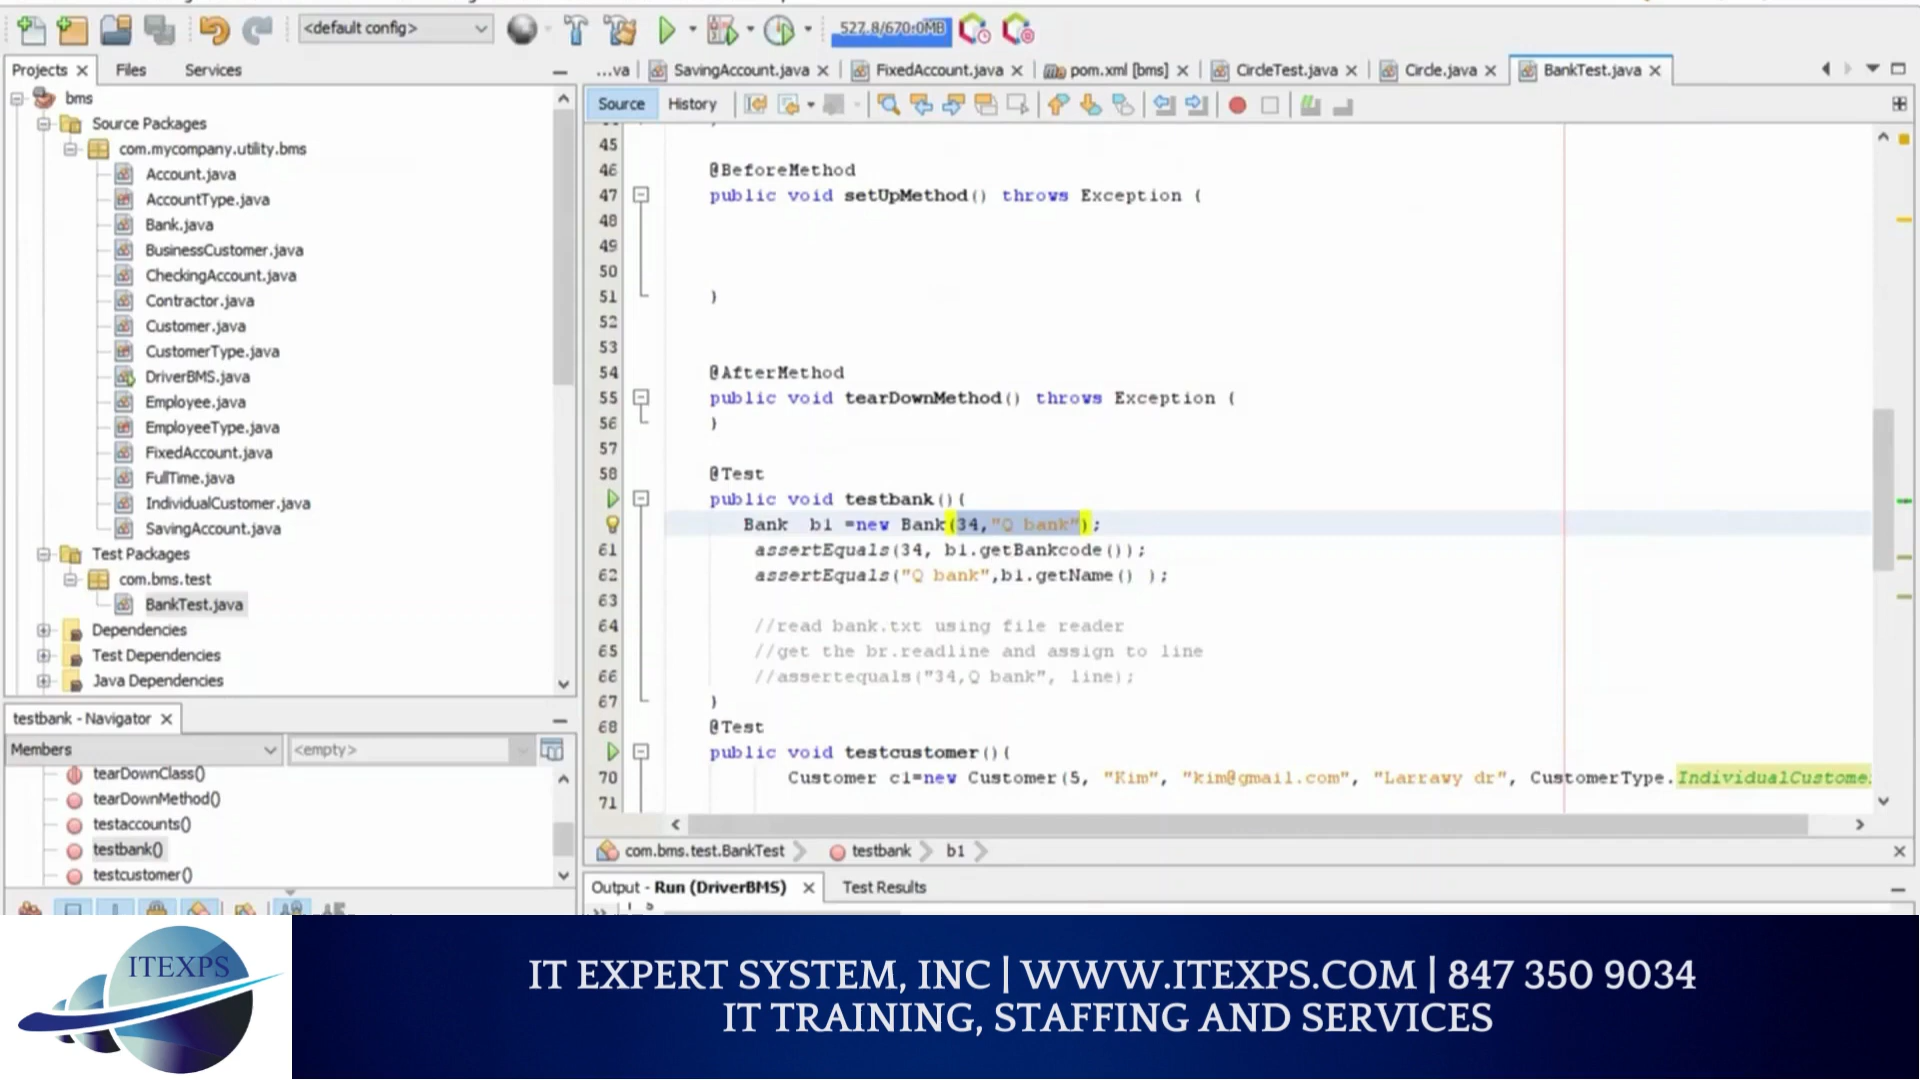 <default config>
527.8/670.0MB
Projects
Files
Services
...va
SavingAccount.java
FixedAccount.java
pom.xml [bms]
CircleTest.java
Circle.java
BankTest.java
Source
History
bms
Source Packages
com.mycompany.utility.bms
Account.java
AccountType.java
Bank.java
BusinessCustomer.java
CheckingAccount.java
Contractor.java
Customer.java
CustomerType.java
DriverBMS.java
Employee.java
EmployeeType.java
FixedAccount.java
FullTime.java
IndividualCustomer.java
SavingAccount.java
Test Packages
com.bms.test
BankTest.java
Dependencies
Test Dependencies
Java Dependencies
testbank - Navigator
Members
<empty>
tearDownClass()
tearDownMethod()
testaccounts()
testbank()
testcustomer()
45
46 @BeforeMethod
47 public void setUpMethod() throws Exception {
48
49
50
51 }
52
53
54 @AfterMethod
55 public void tearDownMethod() throws Exception {
56 }
57
58 @Test
public void testbank(){
Bank b1 =new Bank(34,"Q bank");
61 assertEquals(34, b1.getBankcode());
62 assertEquals("Q bank",b1.getName() );
63
64 //read bank.txt using file reader
65 //get the br.readline and assign to line
66 //assertequals("34,Q bank", line);
67 }
68 @Test
public void testcustomer(){
70 Customer c1=new Customer(5, "Kim", "kim@gmail.com", "Larrawy dr", CustomerType.IndividualCustome
71
com.bms.test.BankTest
testbank
b1
Output - Run (DriverBMS)
Test Results
ITEXPS
IT EXPERT SYSTEM, INC | WWW.ITEXPS.COM | 847 350 9034
IT TRAINING, STAFFING AND SERVICES